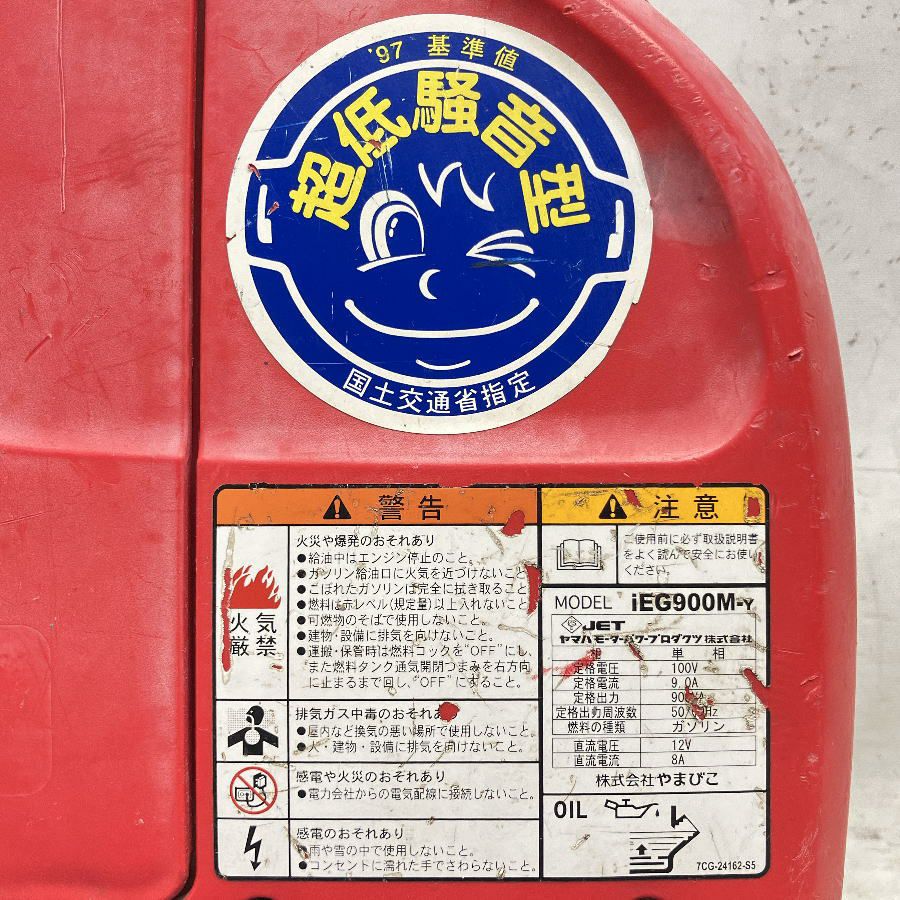 '97 基準値
超低騒音型
国土交通省指定
警告
火気
厳禁
火災や爆発のおそれあり
●給油中はエンジン停止のこと。
●ガソリン給油口に火気を近づけないこと
●こぼれたガソリンは完全に拭き取ること
●燃料は赤レベル(規定量)以上入れないこと
●可燃物のそばで使用しないこと。
●建物・設備に排気を向けないこと。
●運搬・保管時は燃料コックを“OFF”にし、
また燃料タンク通気開閉つまみを右方向
に止まるまで回し、“OFF”にすること。
排気ガス中毒のおそれあり
●屋内など換気の悪い場所で使用しないこと。
●人・建物・設備に排気を向けないこと。
感電や火災のおそれあり
●電力会社からの電気配線に接続しないこと。
感電のおそれあり
●雨や雪の中で使用しないこと。
●コンセントに濡れた手でさわらないこと。
注意
ご使用前に必ず取扱説明書
をよく読んで安全にお使い
ください。
MODEL iEG900M-Y
JET
ヤマハモーターパワープロダクツ株式会社
相 単相
定格電圧 100V
定格電流 9.0A
定格出力
定格出力周波数 50/60Hz
燃料の種類 ガソリン
直流電圧 12V
直流電流 8A
株式会社やまびこ
OIL
7CG-24162-S5